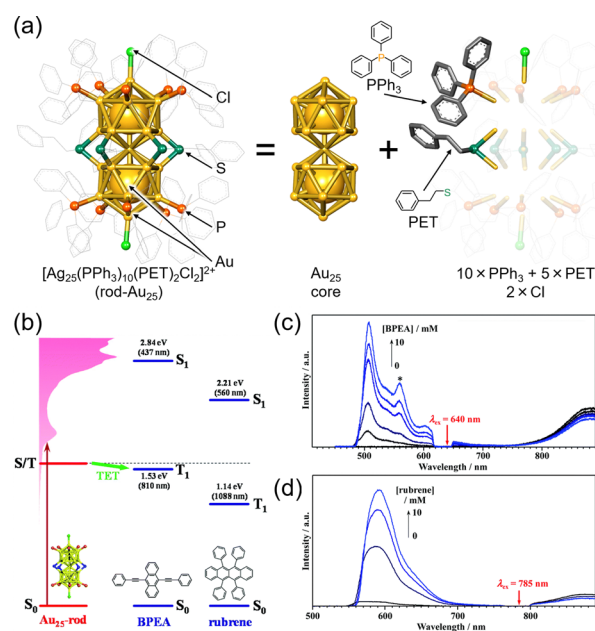 (a)
Cl
S
P
Au
[Ag25(PPh3)10(PET)2Cl2]2+
(rod-Au25)
=
Au25
core
+
P
PPh3
S
PET
10 × PPh3 + 5 × PET
2 × Cl
(b)
2.84 eV
(437 nm)
S1
2.21 eV
(560 nm)
S1
S/T
TET
T1
1.53 eV
(810 nm)
1.14 eV
(1088 nm)
T1
S0
S0
S0
Au25-rod
BPEA
rubrene
(c)
[BPEA] / mM
10
0
*
λex = 640 nm
Intensity / a.u.
500 600 700 800
Wavelength / nm
(d)
[rubrene]
/ mM
10
0
λex = 785 nm
Intensity / a.u.
500 600 700 800
Wavelength / nm